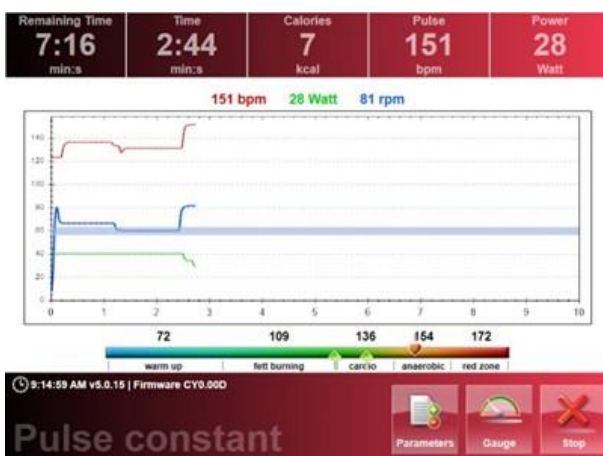 Remaining Time Time Calories Pulse Power
7:16 2:44 7 151 28
min:s min:s kcal bpm Watt
151 bpm 28 Watt 81 rpm
140
120
100
80
60
40
20
0
0 1 2 3 4 5 6 7 8 9 10
72 109 136 154 172
warm up fett burning cardio anaerobic red zone
9:14:59 AM v5.0.15 | Firmware CY0.00D
Pulse constant
Parameters Gauge Stop